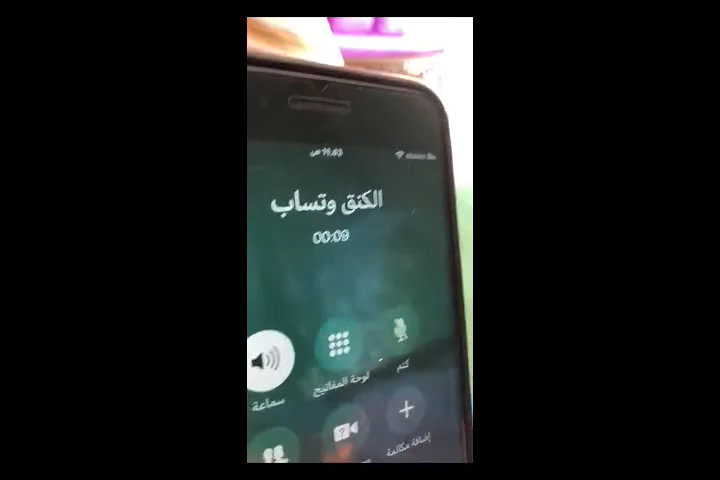 الكنق وتساب
00:09
كتم
لوحة المفاتيح
سماعة
إضافة مكالمة